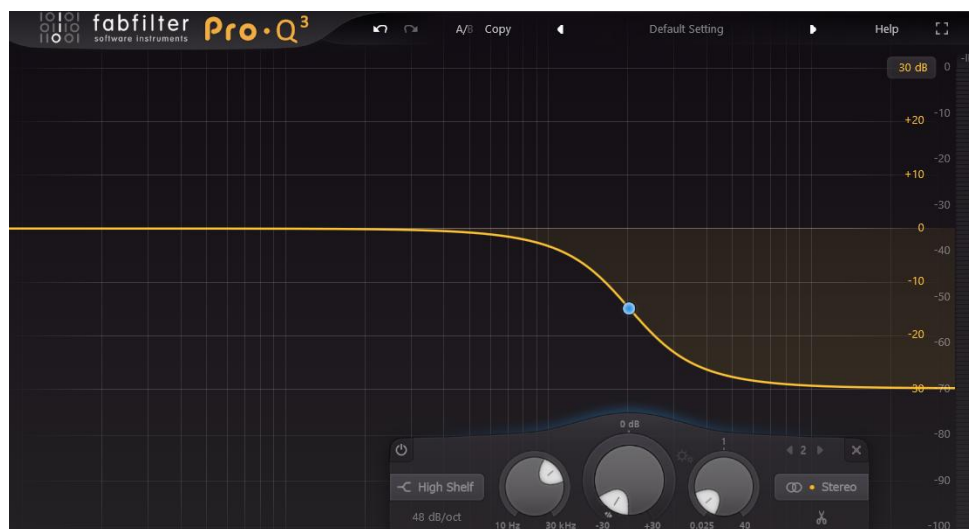 fabfilter
software instruments
Pro·Q³
A/B Copy Default Setting Help
30 dB
+20
+10
0
-10
-20
-30
0
-10
-20
-30
-40
-50
-60
-70
-80
-90
-100
0 dB
1
2
High Shelf
Stereo
48 dB/oct
10 Hz 30 kHz -30 +30 0.025 40